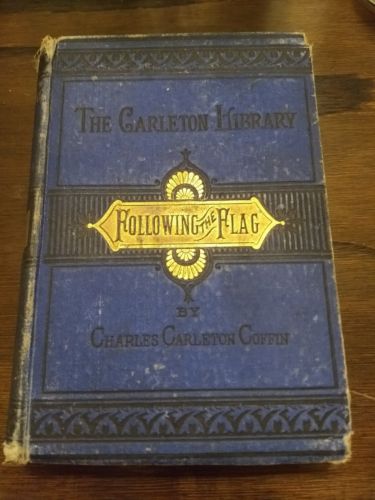 THE CARLETON LIBRARY
FOLLOWING THE FLAG
BY
CHARLES CARLETON COFFIN